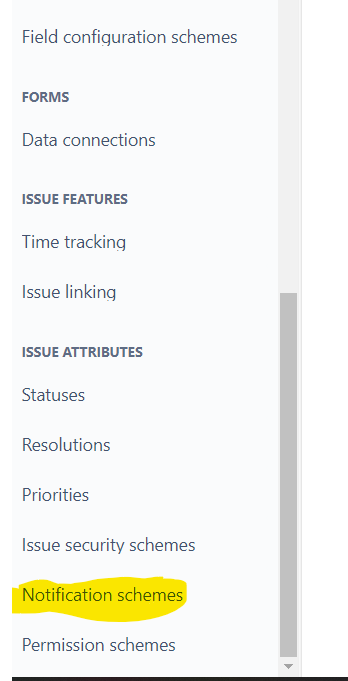 Field configuration schemes
FORMS
Data connections
ISSUE FEATURES
Time tracking
Issue linking
ISSUE ATTRIBUTES
Statuses
Resolutions
Priorities
Issue security schemes
Notification schemes
Permission schemes